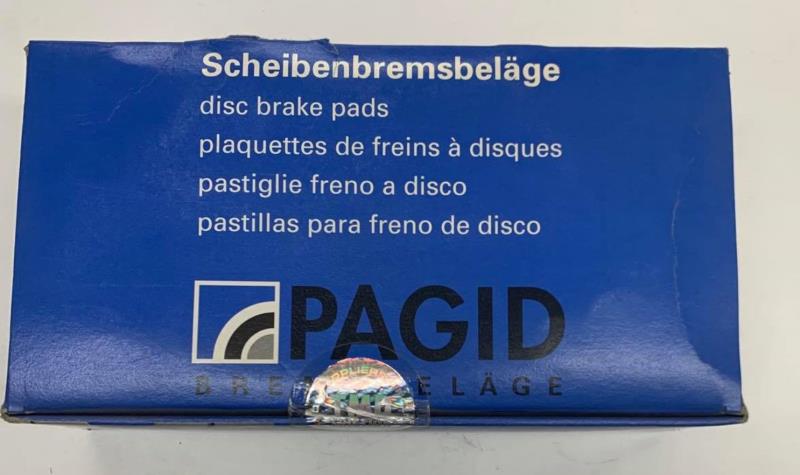 Scheibenbremsbeläge
disc brake pads
plaquettes de freins à disques
pastiglie freno a disco
pastillas para freno de disco
PAGID